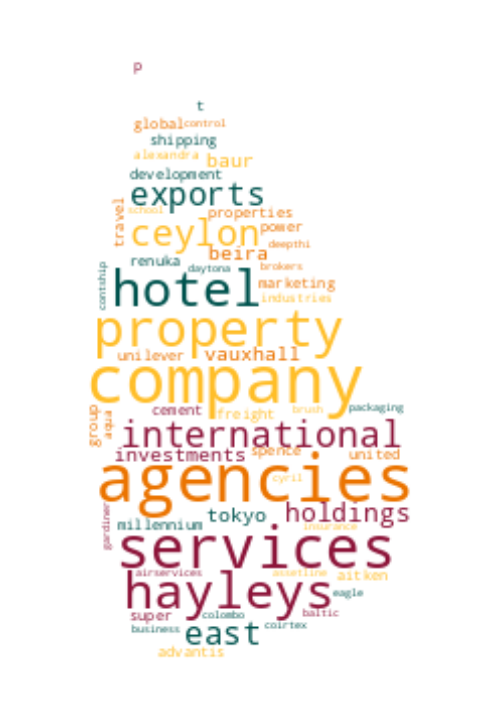 p
t
global control
shipping
alexandra baur
development
exports
school
travel
properties
ceylon power
deepthi
beira
renuka
daytona brokers
contship
hotel marketing
industries
property
unilever vauxhall
company
cement freight brush packaging
group
aqua
international
investments spence united
agencies
cyril
gardiner
tokyo holdings
millennium insurance
services
airservices assetline aitken
hayleys eagle
super colombo baltic
business east coirtex
advantis